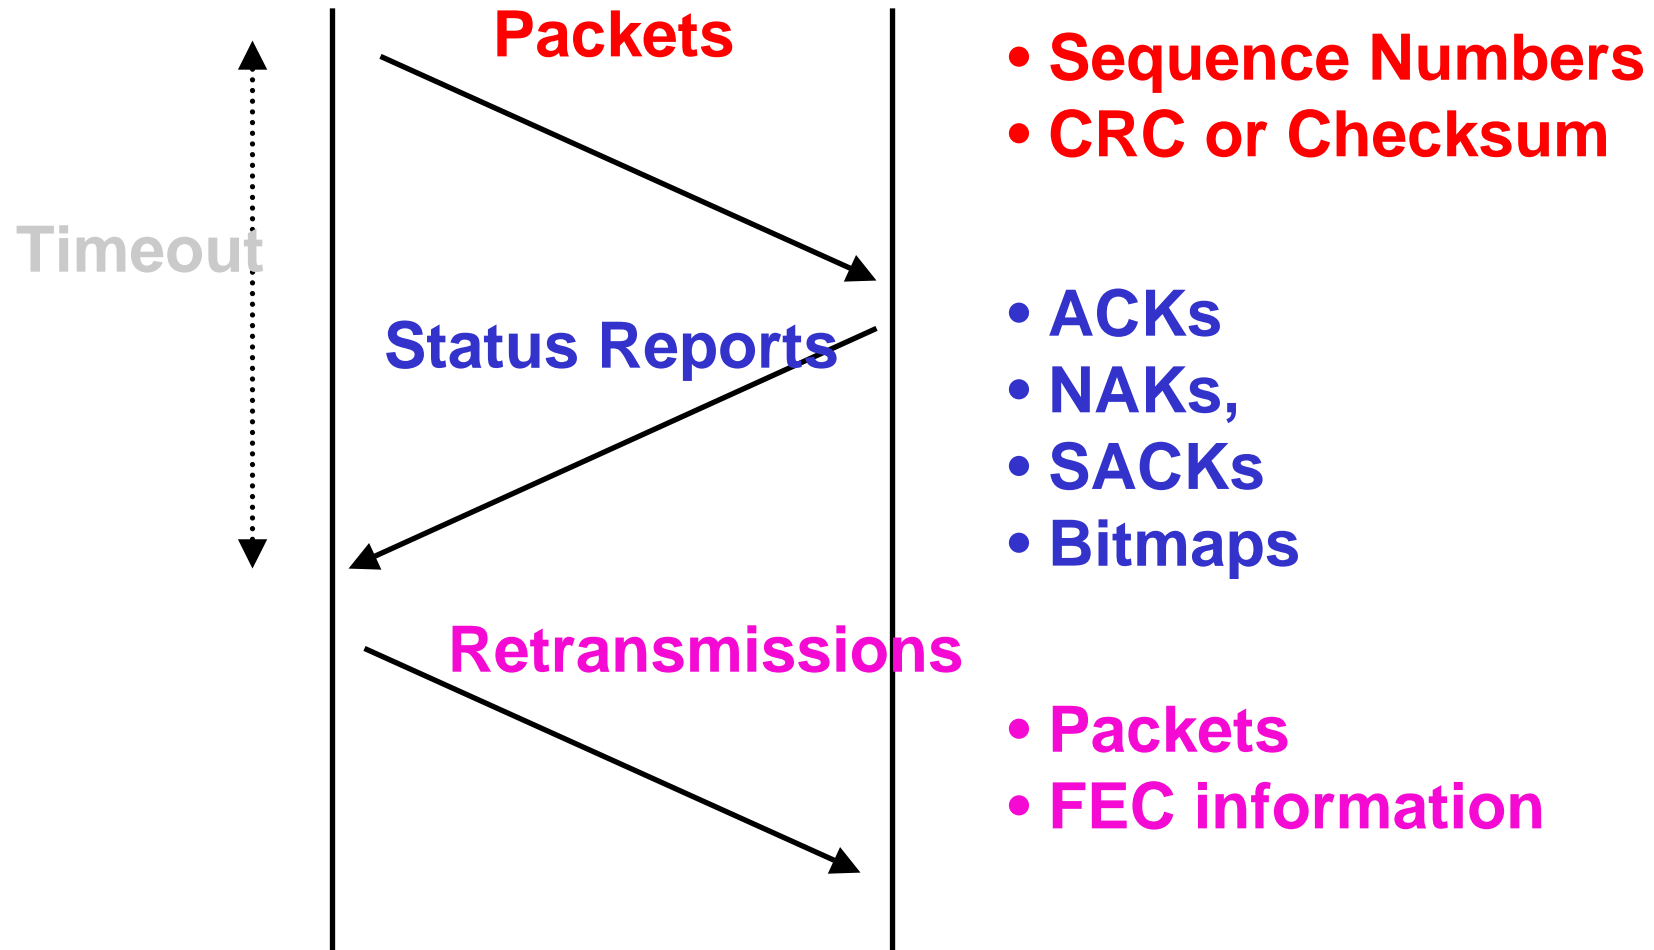 Packets
• Sequence Numbers
• CRC or Checksum
Timeout
Status Reports
• ACKs
• NAKs,
• SACKs
• Bitmaps
Retransmissions
• Packets
• FEC information